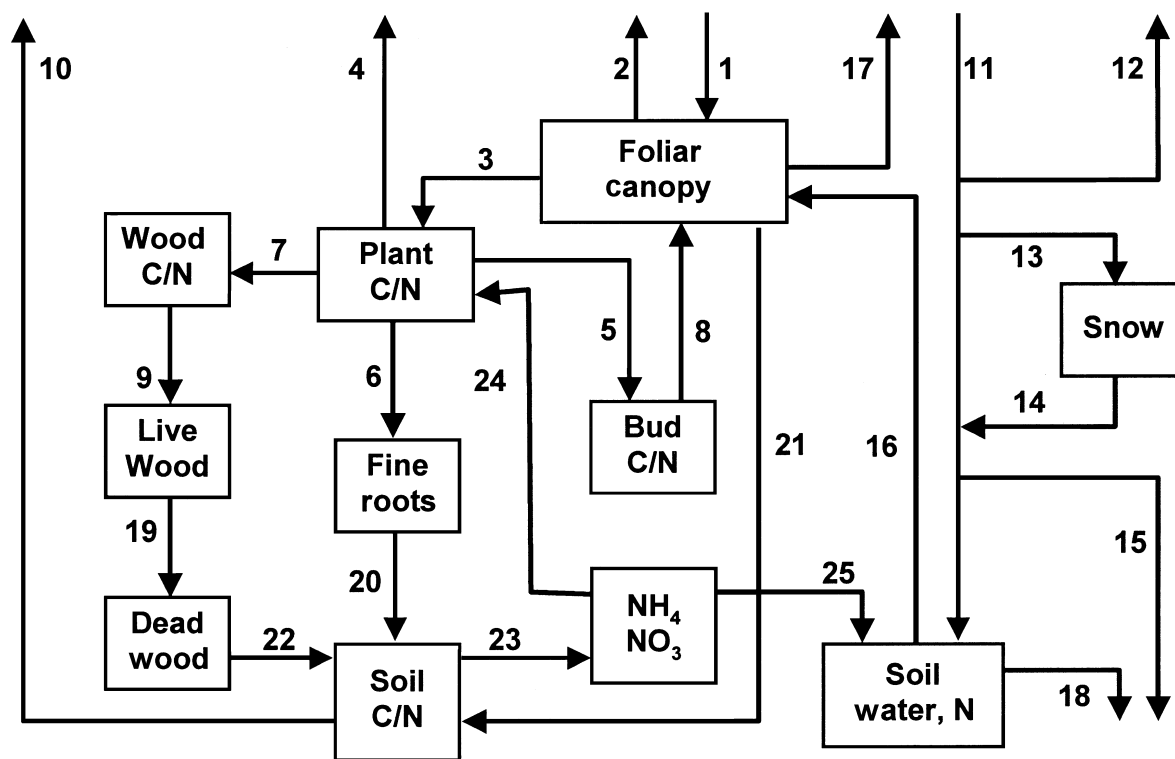 10
4
2
1
17
11
12
Foliar
canopy
3
Wood
C/N
7
Plant
C/N
13
Snow
5
8
9
6
24
14
Live
Wood
Bud
C/N
21
16
Fine
roots
19
15
20
25
NH₄
NO₃
Dead
wood
22
23
Soil
C/N
Soil
water, N
18